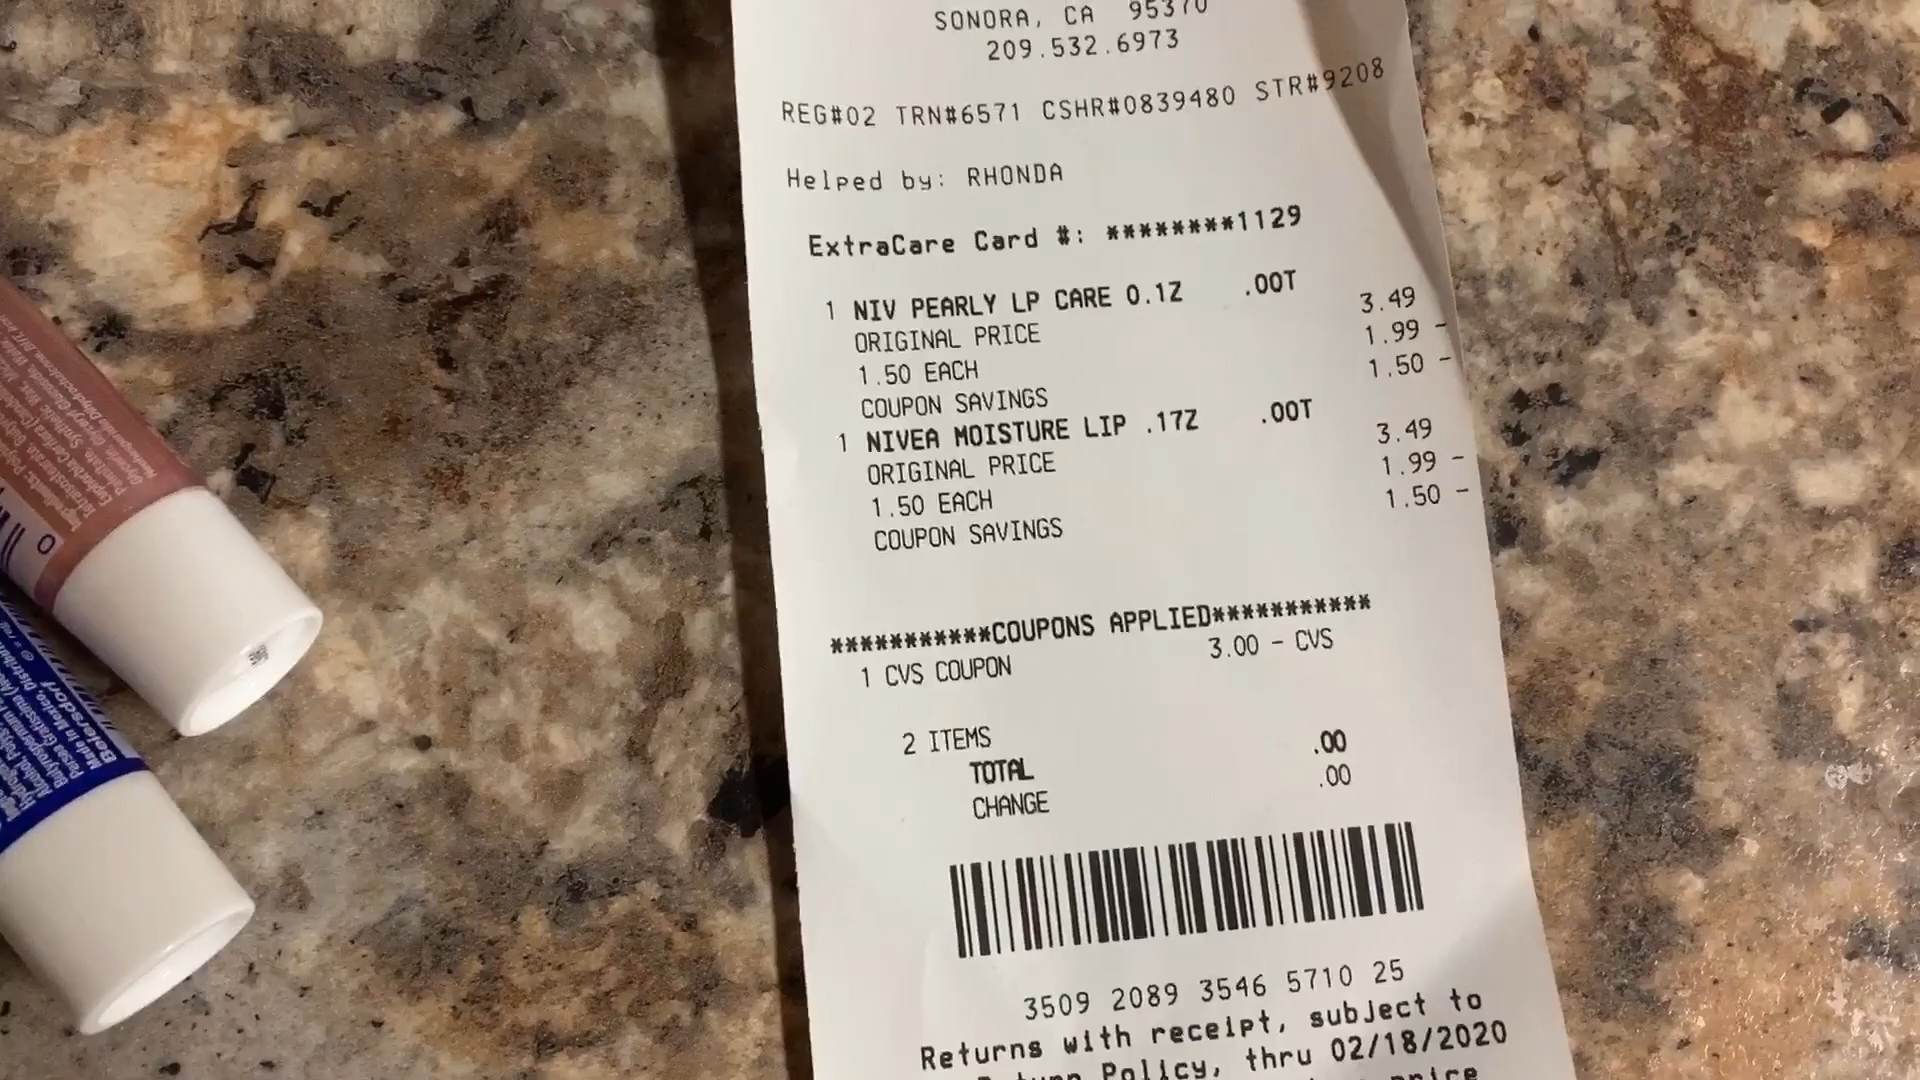 SONORA, CA 95370
209.532.6973
REG#02 TRN#6571 CSHR#0839480 STR#9208
Helped by: RHONDA
ExtraCare Card #: ********1129
1 NIV PEARLY LP CARE 0.1Z .00T
ORIGINAL PRICE 3.49
1.50 EACH 1.99 -
COUPON SAVINGS 1.50 -
1 NIVEA MOISTURE LIP .17Z .00T
ORIGINAL PRICE 3.49
1.50 EACH 1.99 -
COUPON SAVINGS 1.50 -
***********COUPONS APPLIED***********
1 CVS COUPON 3.00 - CVS
2 ITEMS
TOTAL .00
CHANGE .00
3509 2089 3546 5710 25
Returns with receipt, subject to
Policy, thru 02/18/2020
price
0
Beiersdorf